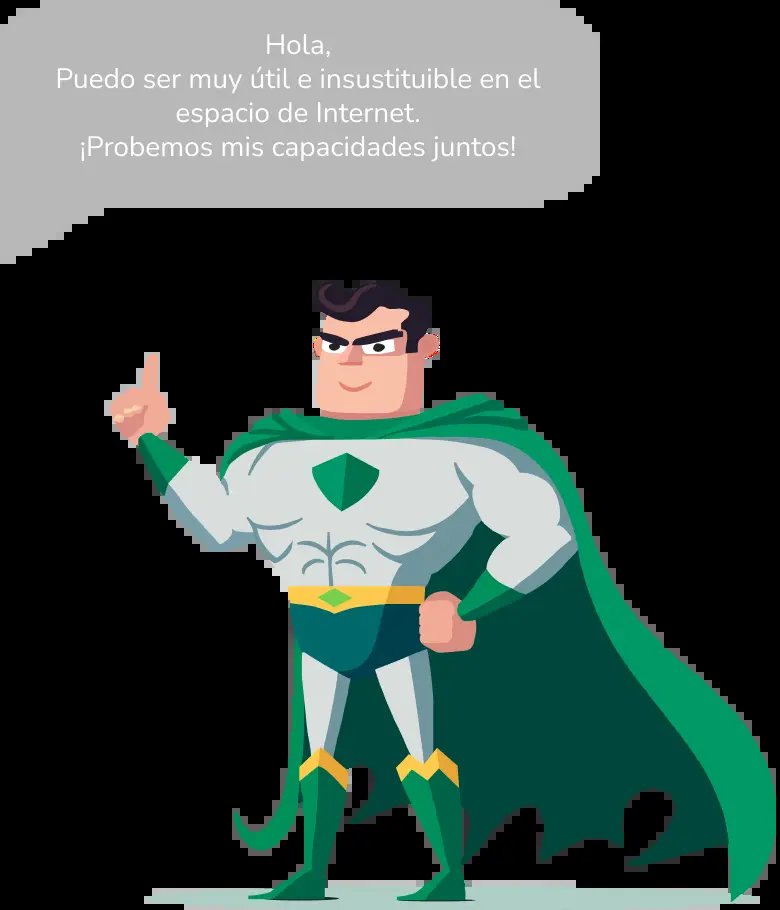 Hola,
Puedo ser muy útil e insustituible en el
espacio de Internet.
¡Probemos mis capacidades juntos!